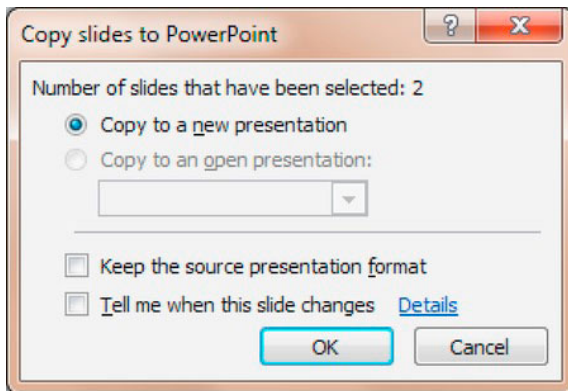 Copy slides to PowerPoint
Number of slides that have been selected: 2
Copy to a new presentation
Copy to an open presentation:
Keep the source presentation format
Tell me when this slide changes Details
OK Cancel